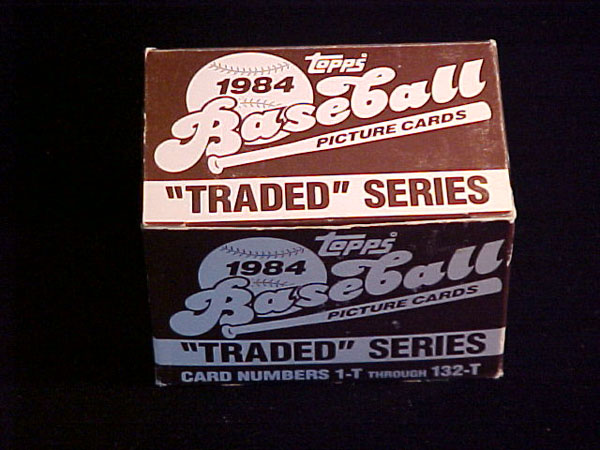 Topps®
1984
Baseball
PICTURE CARDS
"TRADED" SERIES
Topps®
1984
Baseball
PICTURE CARDS
"TRADED" SERIES
CARD NUMBERS 1-T THROUGH 132-T